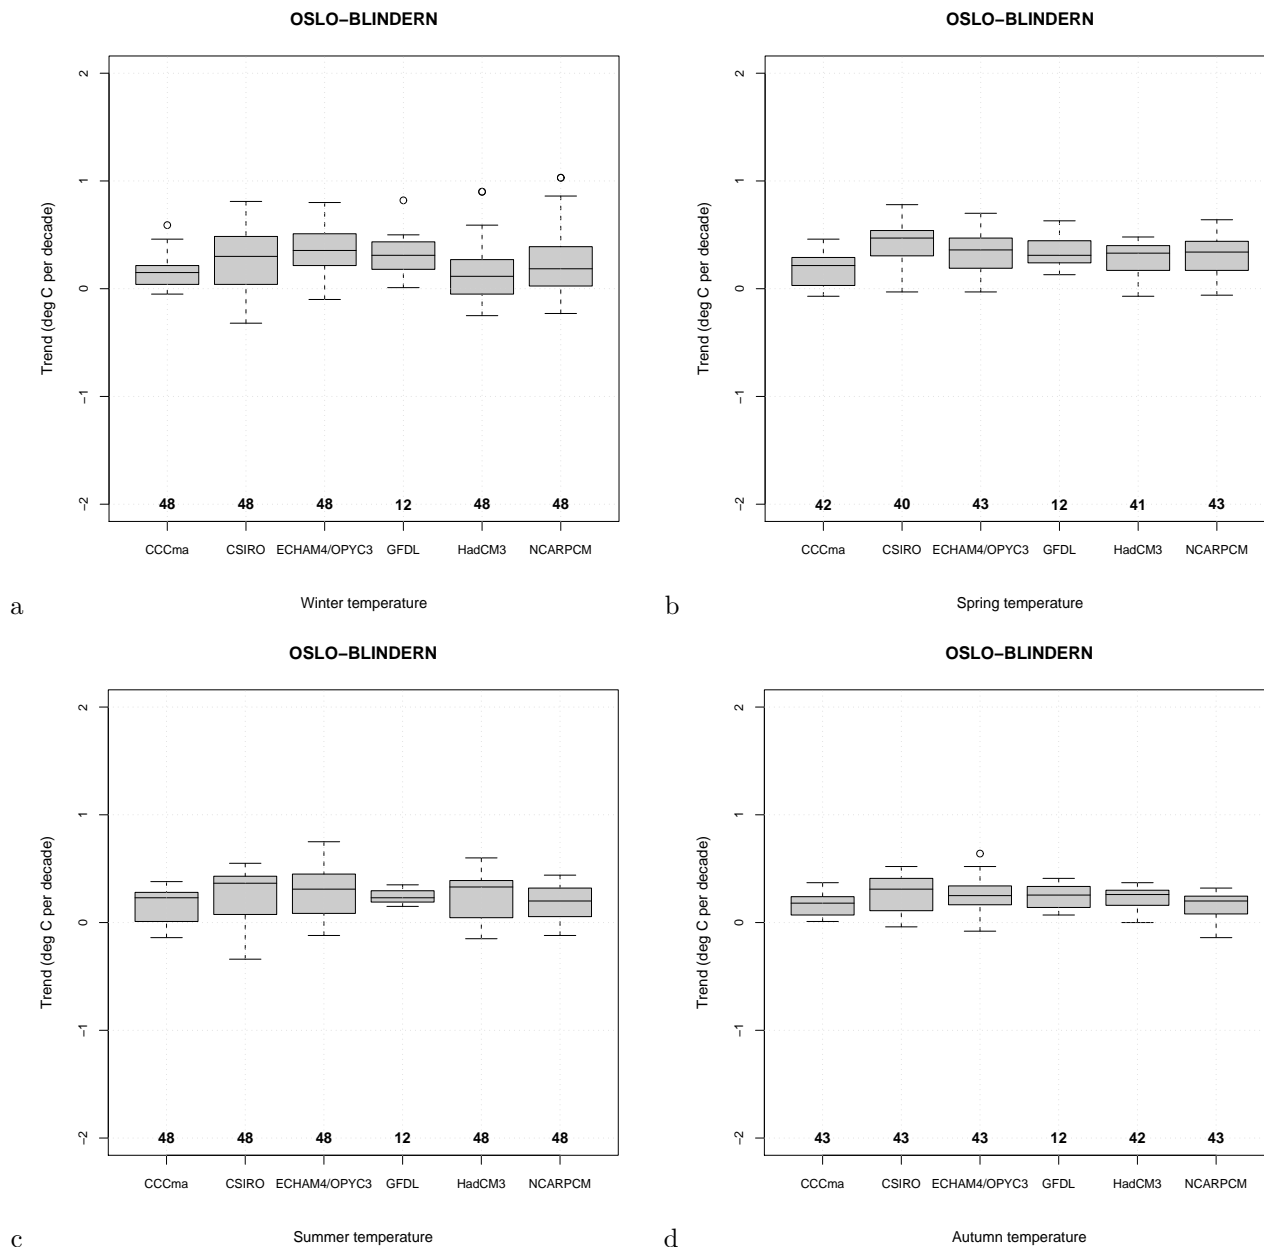 OSLO−BLINDERN
Trend (deg C per decade)
2
1
0
−1
−2
48 48 48 12 48 48
CCCma CSIRO ECHAM4/OPYC3 GFDL HadCM3 NCARPCM
a
Winter temperature
OSLO−BLINDERN
Trend (deg C per decade)
2
1
0
−1
−2
42 40 43 12 41 43
CCCma CSIRO ECHAM4/OPYC3 GFDL HadCM3 NCARPCM
b
Spring temperature
OSLO−BLINDERN
Trend (deg C per decade)
2
1
0
−1
−2
48 48 48 12 48 48
CCCma CSIRO ECHAM4/OPYC3 GFDL HadCM3 NCARPCM
c
Summer temperature
OSLO−BLINDERN
Trend (deg C per decade)
2
1
0
−1
−2
43 43 43 12 42 43
CCCma CSIRO ECHAM4/OPYC3 GFDL HadCM3 NCARPCM
d
Autumn temperature